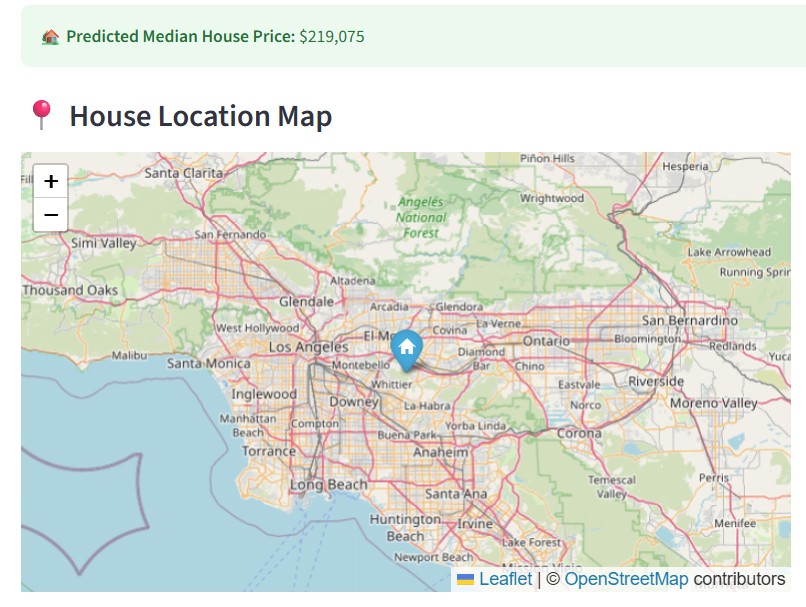 Predicted Median House Price: $219,075
House Location Map
+
−
Piñon Hills
Hesperia
Santa Clarita
Wrightwood
Angeles
National
Forest
San Fernando
Simi Valley
Lake Arrowhead
Running Sprin
Thousand Oaks
Altadena
Glendale
Arcadia
Glendora
San Bernardino
West Hollywood
El Mo
Covina
La Verne
Los Angeles
Ontario
Bloomington
Redlands
Malibu
Santa Monica
Montebello
Diamond
Bar
Chino
Yuca
Whittier
Eastvale
Riverside
Inglewood
Downey
La Habra
Norco
Moreno Valley
Manhattan
Beach
Compton
Buena Park
Yorba Linda
Corona
Torrance
Anaheim
Long Beach
Santa Ana
Temescal
Valley
Perris
Huntington
Beach
Irvine
Menifee
Lake Forest
Newport Beach
Mission Viejo
Leaflet | © OpenStreetMap contributors